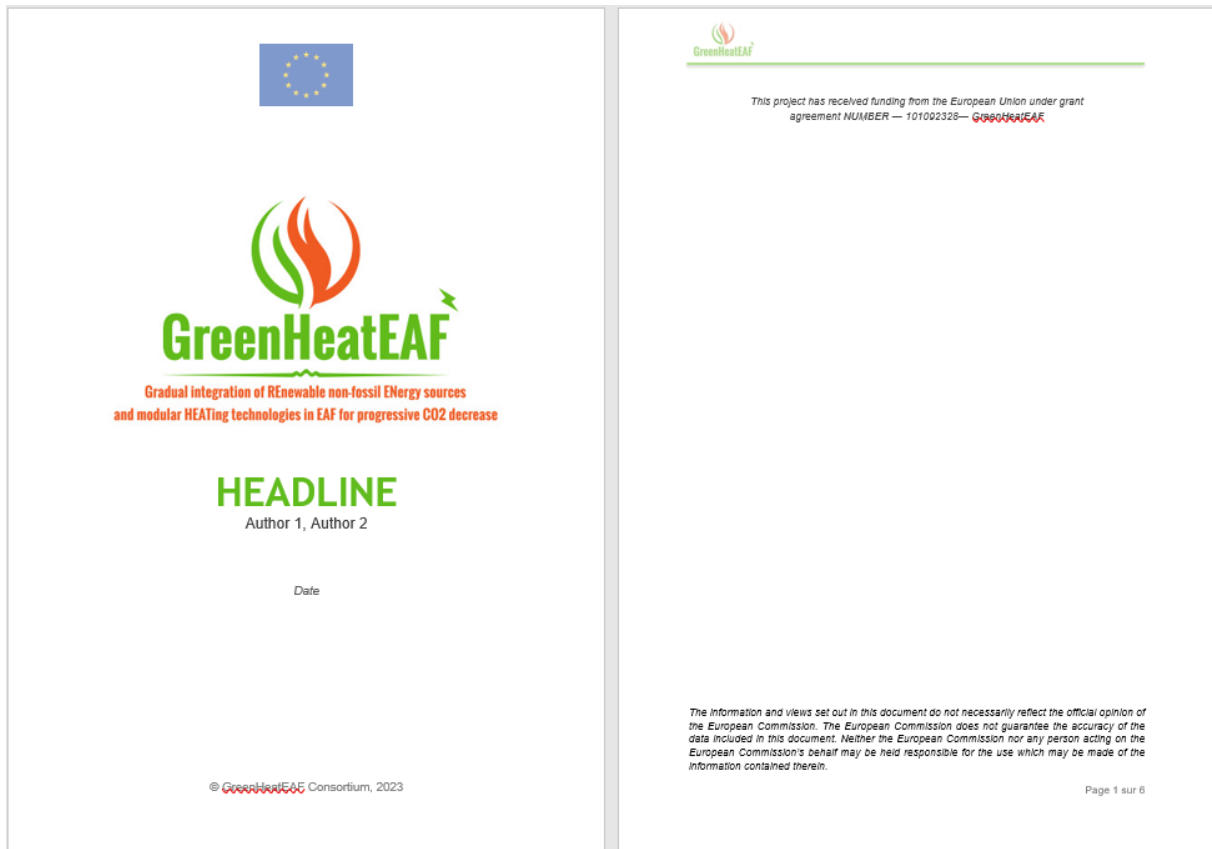 GreenHeatEAF
Gradual integration of REnewable non-fossil ENergy sources
and modular HEATing technologies in EAF for progressive CO2 decrease
HEADLINE
Author 1, Author 2
Date
© GreenHeatEAF Consortium, 2023
GreenHeatEAF
This project has received funding from the European Union under grant
agreement NUMBER — 101092328— GreenHeatEAF
The information and views set out in this document do not necessarily reflect the official opinion of
the European Commission. The European Commission does not guarantee the accuracy of the
data included in this document. Neither the European Commission nor any person acting on the
European Commission's behalf may be held responsible for the use which may be made of the
information contained therein.
Page 1 sur 6